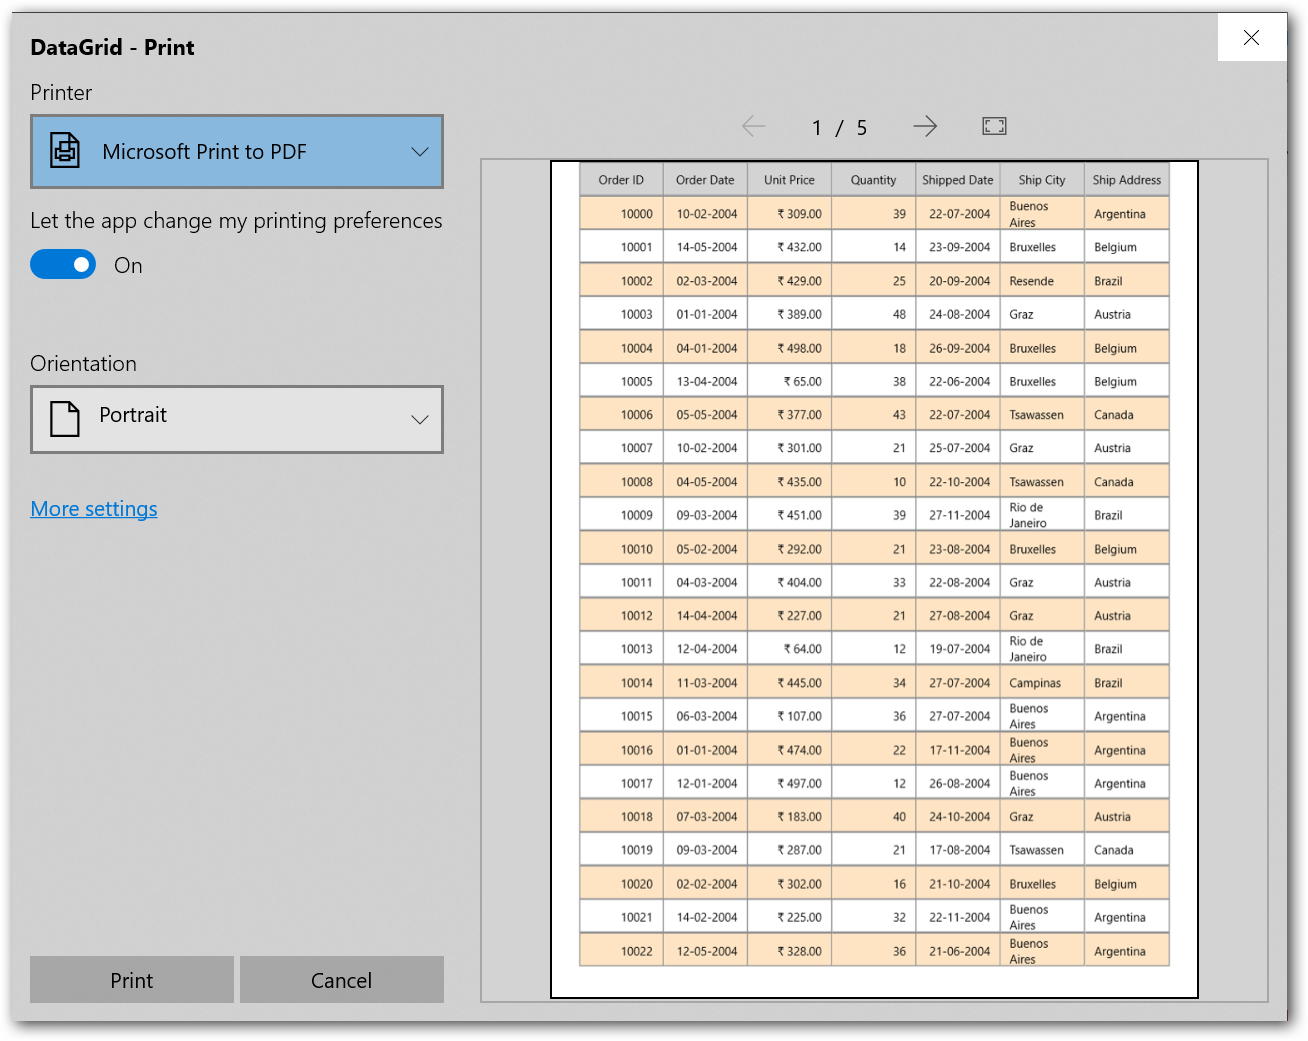 DataGrid - Print
Printer
Microsoft Print to PDF
Let the app change my printing preferences
On
Orientation
Portrait
More settings
Print Cancel
1 / 5
Order ID Order Date Unit Price Quantity Shipped Date Ship City Ship Address
10000 10-02-2004 ₹ 309.00 39 22-07-2004 Buenos Aires Argentina
10001 14-05-2004 ₹ 432.00 14 23-09-2004 Bruxelles Belgium
10002 02-03-2004 ₹ 429.00 25 20-09-2004 Resende Brazil
10003 01-01-2004 ₹ 389.00 48 24-08-2004 Graz Austria
10004 04-01-2004 ₹ 498.00 18 26-09-2004 Bruxelles Belgium
10005 13-04-2004 ₹ 65.00 38 22-06-2004 Bruxelles Belgium
10006 05-05-2004 ₹ 377.00 43 22-07-2004 Tsawassen Canada
10007 10-02-2004 ₹ 301.00 21 25-07-2004 Graz Austria
10008 04-05-2004 ₹ 435.00 10 22-10-2004 Tsawassen Canada
10009 09-03-2004 ₹ 451.00 39 27-11-2004 Rio de Janeiro Brazil
10010 05-02-2004 ₹ 292.00 21 23-08-2004 Bruxelles Belgium
10011 04-03-2004 ₹ 404.00 33 22-08-2004 Graz Austria
10012 14-04-2004 ₹ 227.00 21 27-08-2004 Graz Austria
10013 12-04-2004 ₹ 64.00 12 19-07-2004 Rio de Janeiro Brazil
10014 11-03-2004 ₹ 445.00 34 27-07-2004 Campinas Brazil
10015 06-03-2004 ₹ 107.00 36 27-07-2004 Buenos Aires Argentina
10016 01-01-2004 ₹ 474.00 22 17-11-2004 Buenos Aires Argentina
10017 12-01-2004 ₹ 497.00 12 26-08-2004 Buenos Aires Argentina
10018 07-03-2004 ₹ 183.00 40 24-10-2004 Graz Austria
10019 09-03-2004 ₹ 287.00 21 17-08-2004 Tsawassen Canada
10020 02-02-2004 ₹ 302.00 16 21-10-2004 Bruxelles Belgium
10021 14-02-2004 ₹ 225.00 32 22-11-2004 Buenos Aires Argentina
10022 12-05-2004 ₹ 328.00 36 21-06-2004 Buenos Aires Argentina